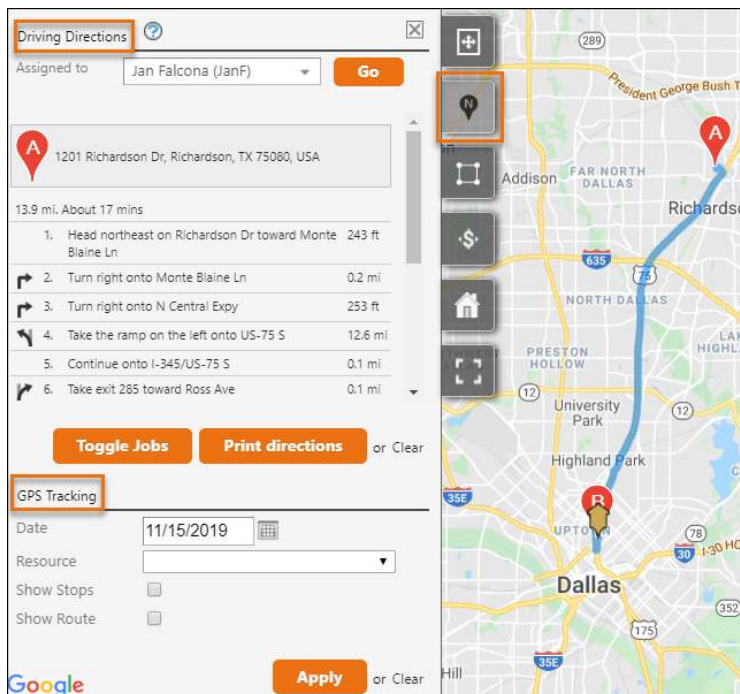 Driving Directions
?
Assigned to
Jan Falcona (JanF)
Go
A
1201 Richardson Dr, Richardson, TX 75080, USA
13.9 mi. About 17 mins
1. Head northeast on Richardson Dr toward Monte 243 ft
Blaine Ln
2. Turn right onto Monte Blaine Ln 0.2 mi
3. Turn right onto N Central Expy 253 ft
4. Take the ramp on the left onto US-75 S 12.6 mi
5. Continue onto I-345/US-75 S 0.1 mi
6. Take exit 285 toward Ross Ave 0.1 mi
Toggle Jobs
Print directions
or Clear
GPS Tracking
Date
11/15/2019
Resource
Show Stops
Show Route
Google
Apply
or Clear
N
$
289
President George Bush T
A
Addison
FAR NORTH
DALLAS
Richardso
635
75
NORTH DALLAS
LAK
HIGHL
PRESTON
HOLLOW
12
University
Park
12
Highland Park
35E
B
UPTOWN
78
30
I-30 HO
Dallas
352
175
35E
Hill